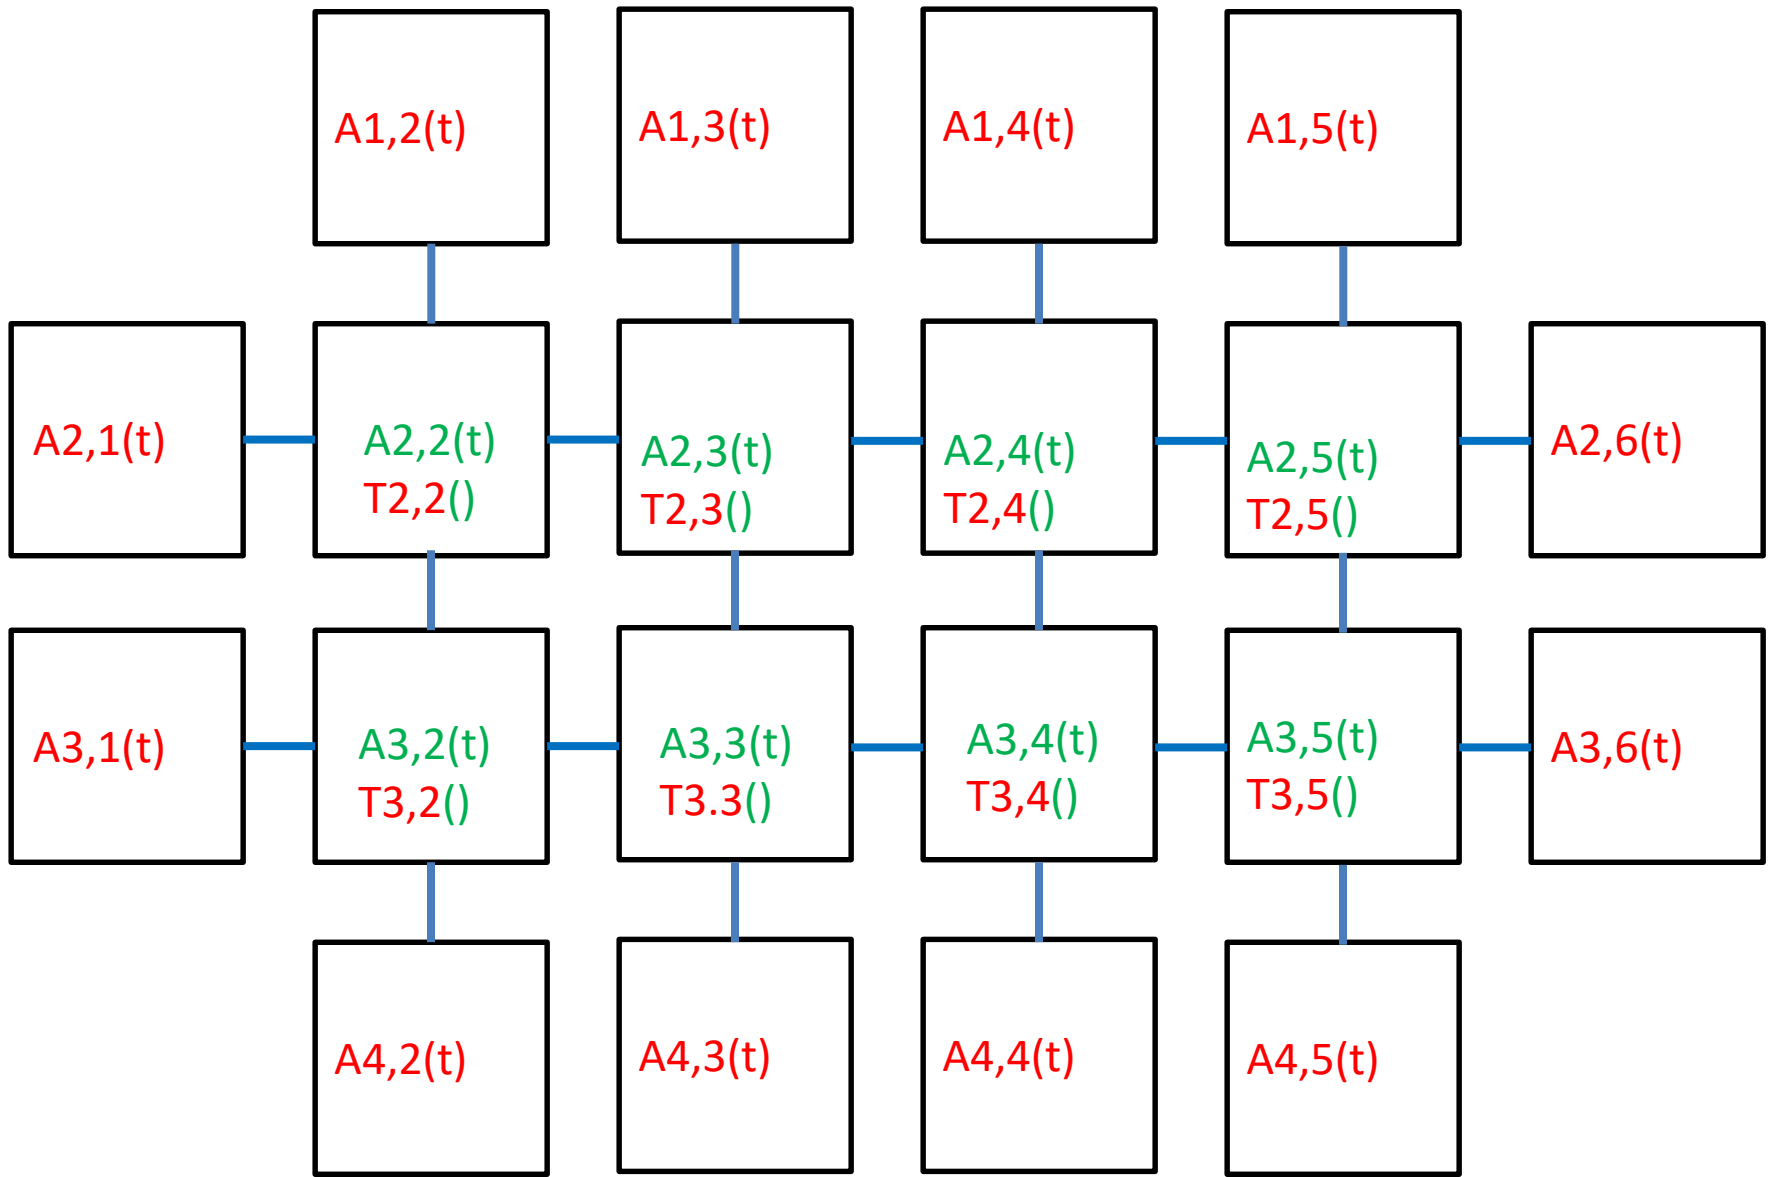 A1,2(t)
A1,3(t)
A1,4(t)
A1,5(t)
A2,1(t)
A2,2(t)
T2,2()
A2,3(t)
T2,3()
A2,4(t)
T2,4()
A2,5(t)
T2,5()
A2,6(t)
A3,1(t)
A3,2(t)
T3,2()
A3,3(t)
T3.3()
A3,4(t)
T3,4()
A3,5(t)
T3,5()
A3,6(t)
A4,2(t)
A4,3(t)
A4,4(t)
A4,5(t)